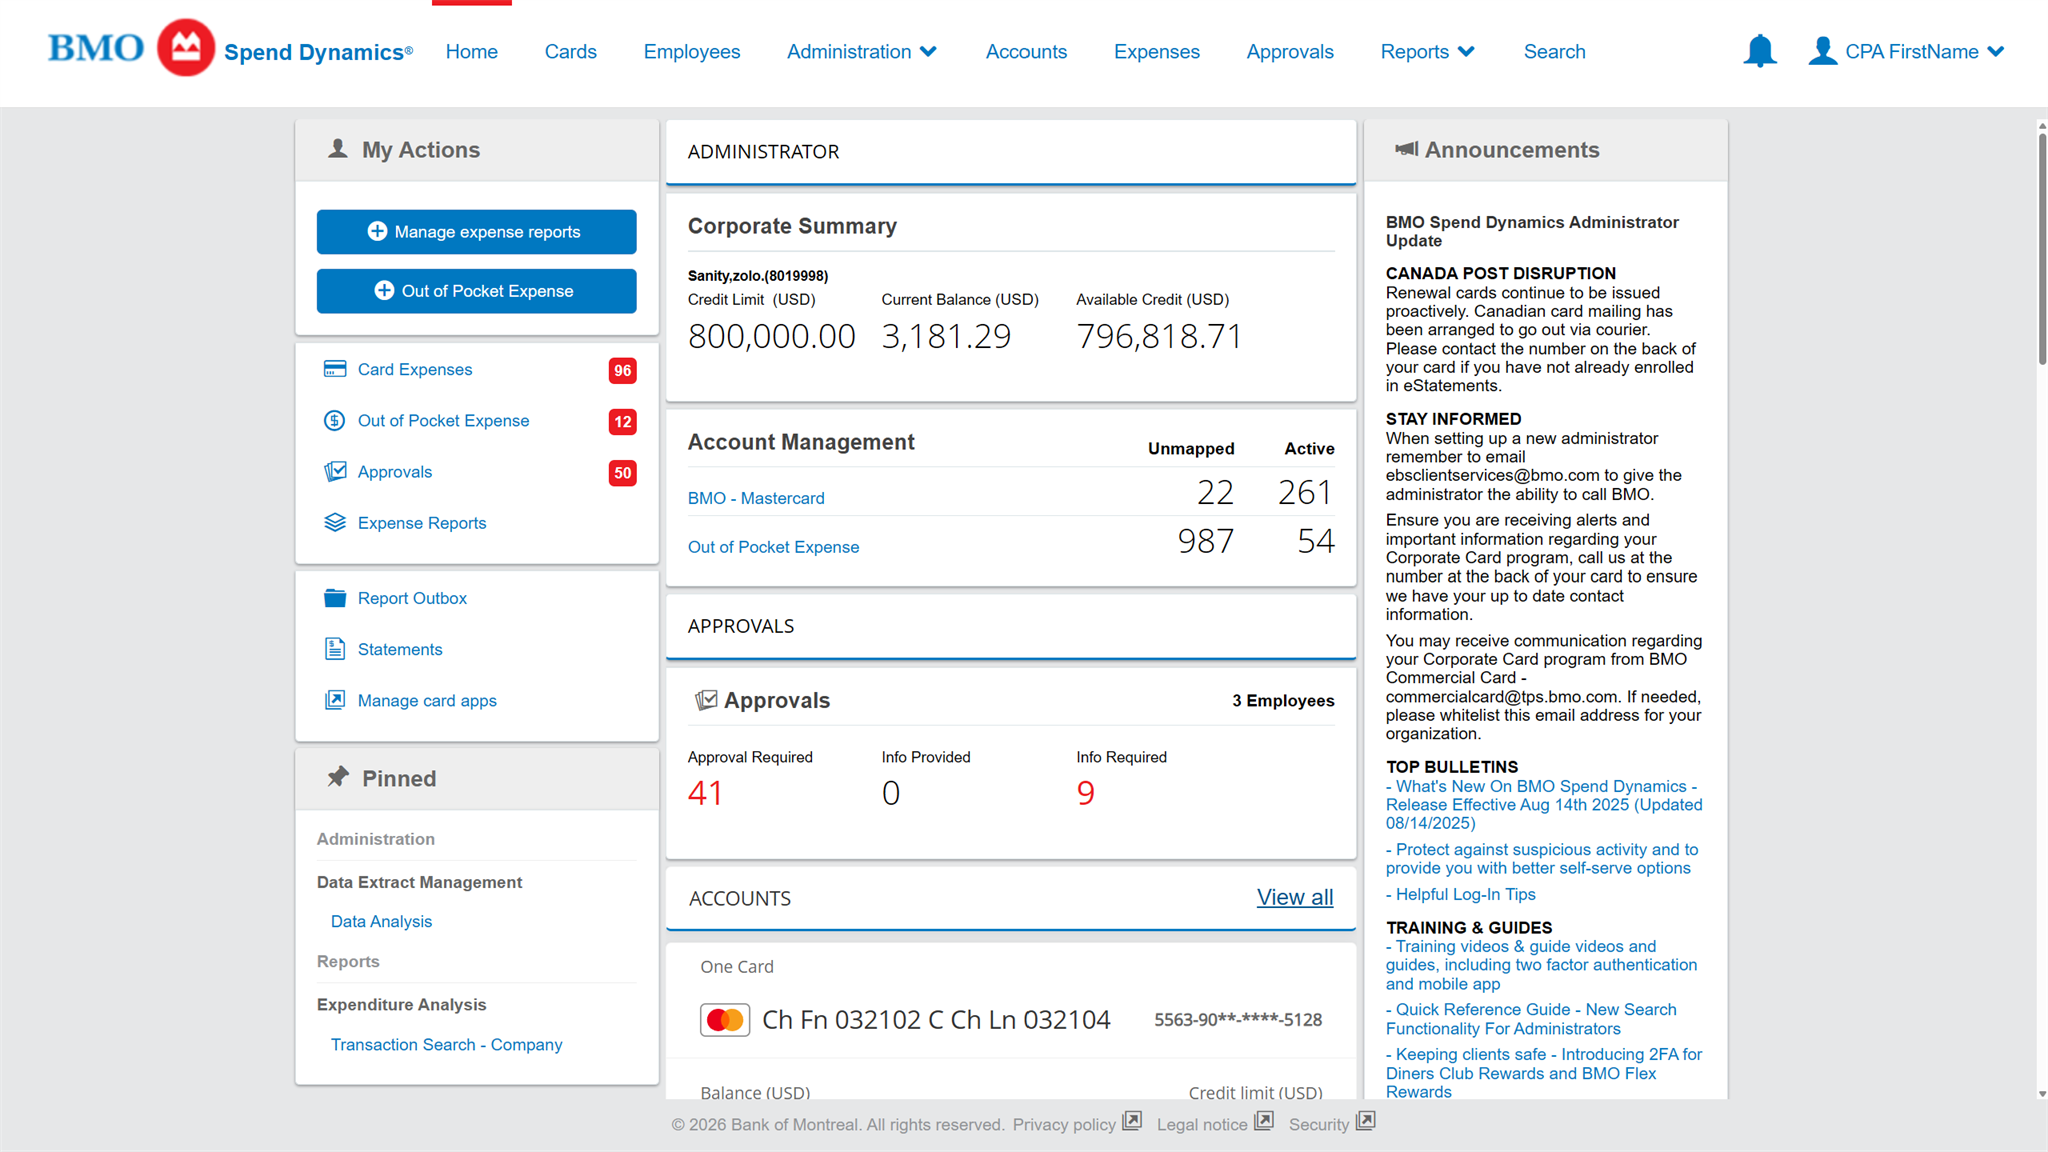 BMO Spend Dynamics®
Home
Cards
Employees
Administration
Accounts
Expenses
Approvals
Reports
Search
CPA FirstName
My Actions
Manage expense reports
Out of Pocket Expense
Card Expenses 96
Out of Pocket Expense 12
Approvals 50
Expense Reports
Report Outbox
Statements
Manage card apps
Pinned
Administration
Data Extract Management
Data Analysis
Reports
Expenditure Analysis
Transaction Search - Company
ADMINISTRATOR
Corporate Summary
Sanity,zolo.(8019998)
Credit Limit (USD) Current Balance (USD) Available Credit (USD)
800,000.00 3,181.29 796,818.71
Account Management Unmapped Active
BMO - Mastercard 22 261
Out of Pocket Expense 987 54
APPROVALS
Approvals 3 Employees
Approval Required Info Provided Info Required
41 0 9
ACCOUNTS View all
One Card
Ch Fn 032102 C Ch Ln 032104 5563-90**-****-5128
Balance (USD) Credit limit (USD)
Announcements
BMO Spend Dynamics Administrator
Update
CANADA POST DISRUPTION
Renewal cards continue to be issued
proactively. Canadian card mailing has
been arranged to go out via courier.
Please contact the number on the back of
your card if you have not already enrolled
in eStatements.
STAY INFORMED
When setting up a new administrator
remember to email
ebsclientservices@bmo.com to give the
administrator the ability to call BMO.
Ensure you are receiving alerts and
important information regarding your
Corporate Card program, call us at the
number at the back of your card to ensure
we have your up to date contact
information.
You may receive communication regarding
your Corporate Card program from BMO
Commercial Card -
commercialcard@tps.bmo.com. If needed,
please whitelist this email address for your
organization.
TOP BULLETINS
- What's New On BMO Spend Dynamics -
Release Effective Aug 14th 2025 (Updated
08/14/2025)
- Protect against suspicious activity and to
provide you with better self-serve options
- Helpful Log-In Tips
TRAINING & GUIDES
- Training videos & guide videos and
guides, including two factor authentication
and mobile app
- Quick Reference Guide - New Search
Functionality For Administrators
- Keeping clients safe - Introducing 2FA for
Diners Club Rewards and BMO Flex
Rewards
© 2026 Bank of Montreal. All rights reserved. Privacy policy Legal notice Security